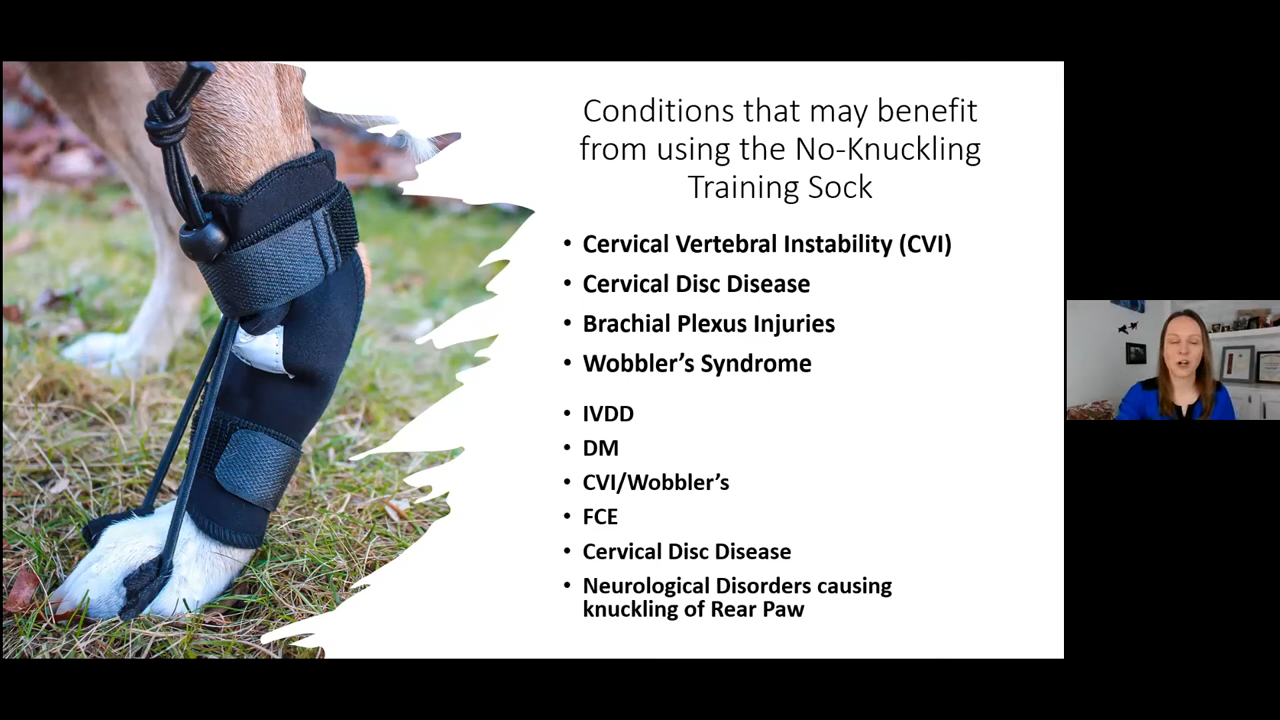 Conditions that may benefit
from using the No-Knuckling
Training Sock
• Cervical Vertebral Instability (CVI)
• Cervical Disc Disease
• Brachial Plexus Injuries
• Wobbler’s Syndrome
• IVDD
• DM
• CVI/Wobbler’s
• FCE
• Cervical Disc Disease
• Neurological Disorders causing
knuckling of Rear Paw